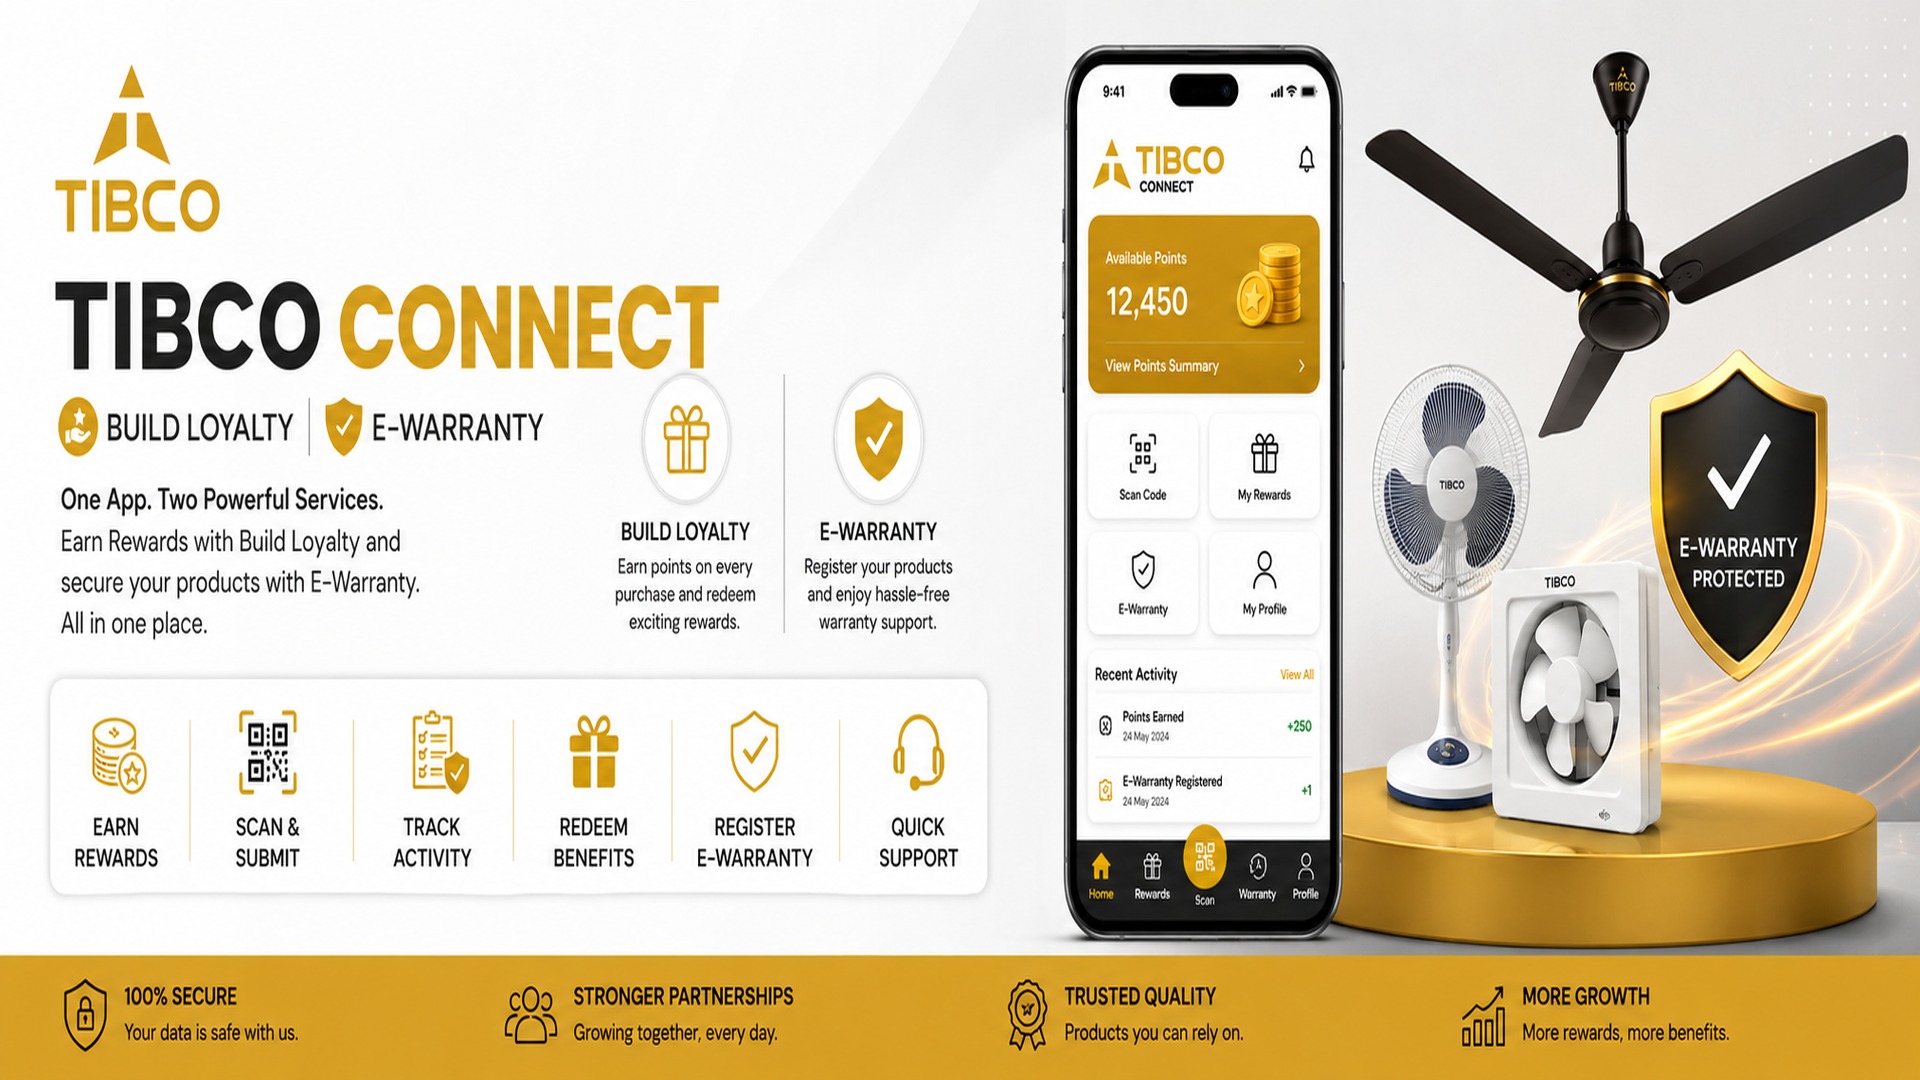 TIBCO
TIBCO CONNECT
BUILD LOYALTY
E-WARRANTY
One App. Two Powerful Services.
Earn Rewards with Build Loyalty and
secure your products with E-Warranty.
All in one place.
BUILD LOYALTY
Earn points on every
purchase and redeem
exciting rewards.
E-WARRANTY
Register your products
and enjoy hassle-free
warranty support.
EARN
REWARDS
SCAN &
SUBMIT
TRACK
ACTIVITY
REDEEM
BENEFITS
REGISTER
E-WARRANTY
QUICK
SUPPORT
9:41
TIBCO
CONNECT
Available Points
12,450
View Points Summary
Scan Code
My Rewards
E-Warranty
My Profile
Recent Activity
View All
Points Earned
24 May 2024
+250
E-Warranty Registered
24 May 2024
+1
Home
Rewards
Scan
Warranty
Profile
TIBCO
TIBCO
TIBCO
E-WARRANTY
PROTECTED
100% SECURE
Your data is safe with us.
STRONGER PARTNERSHIPS
Growing together, every day.
TRUSTED QUALITY
Products you can rely on.
MORE GROWTH
More rewards, more benefits.